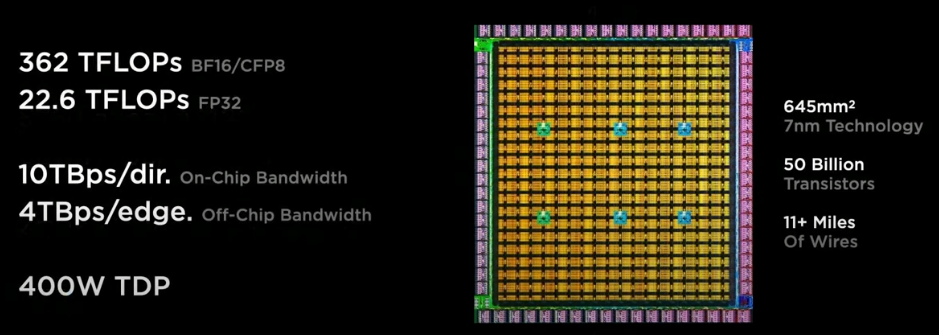 362 TFLOPs BF16/CFP8
22.6 TFLOPs FP32
10TBps/dir. On-Chip Bandwidth
4TBps/edge. Off-Chip Bandwidth
400W TDP
645mm²
7nm Technology
50 Billion
Transistors
11+ Miles
Of Wires